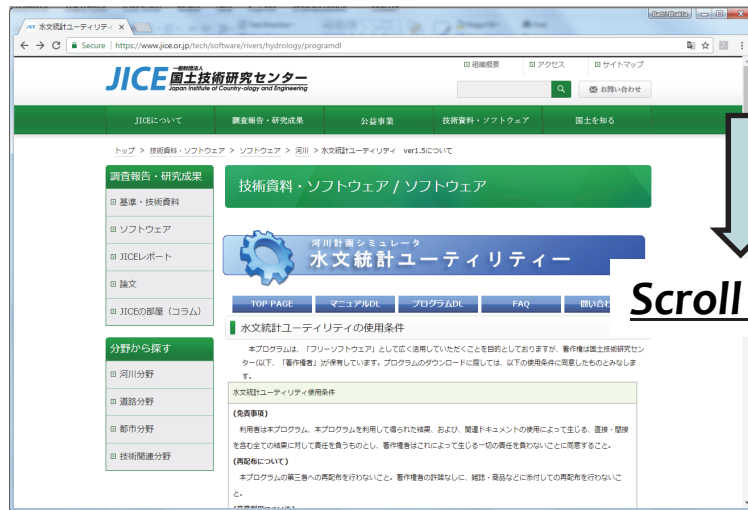 水文統計ユーティリテ ×
← → C Secure | https://www.jice.or.jp/tech/software/rivers/hydrology/programdl
組織概要 アクセス サイトマップ
JICE 一般財団法人 国土技術研究センター
Japan Institute of Country-ology and Engineering
お問い合わせ
JICEについて 調査報告・研究成果 公益事業 技術資料・ソフトウェア 国土を知る
トップ > 技術資料・ソフトウェア > ソフトウェア > 河川 > 水文統計ユーティリティ ver1.5について
調査報告・研究成果
基準・技術資料
ソフトウェア
JICEレポート
論文
JICEの部屋（コラム）
分野から探す
河川分野
道路分野
都市分野
技術関連分野
技術資料・ソフトウェア / ソフトウェア
河川計画シミュレータ
水文統計ユーティリティー
TOP PAGE マニュアルDL プログラムDL FAQ 問い合わ
Scroll
水文統計ユーティリティの使用条件
本プログラムは、「フリーソフトウェア」として広く活用していただくことを目的としておりますが、著作権は国土技術研究セン
ター(以下、「著作権者」)が保有しています。プログラムのダウンロードに際しては、以下の使用条件に同意したものとみなしま
す。
水文統計ユーティリティ使用条件
(免責事項)
利用者は本プログラム、本プログラムを利用して得られた結果、および、関連ドキュメントの使用によって生じる、直接・間接
を含む全ての結果に対して責任を負うものとし、著作権者はこれによって生じる一切の責任を負わないことに同意すること。
(再配布について)
本プログラムの第三者への再配布を行わないこと。著作権者の許諾なしに、雑誌・商品などに添付しての再配布を行わないこ
と。